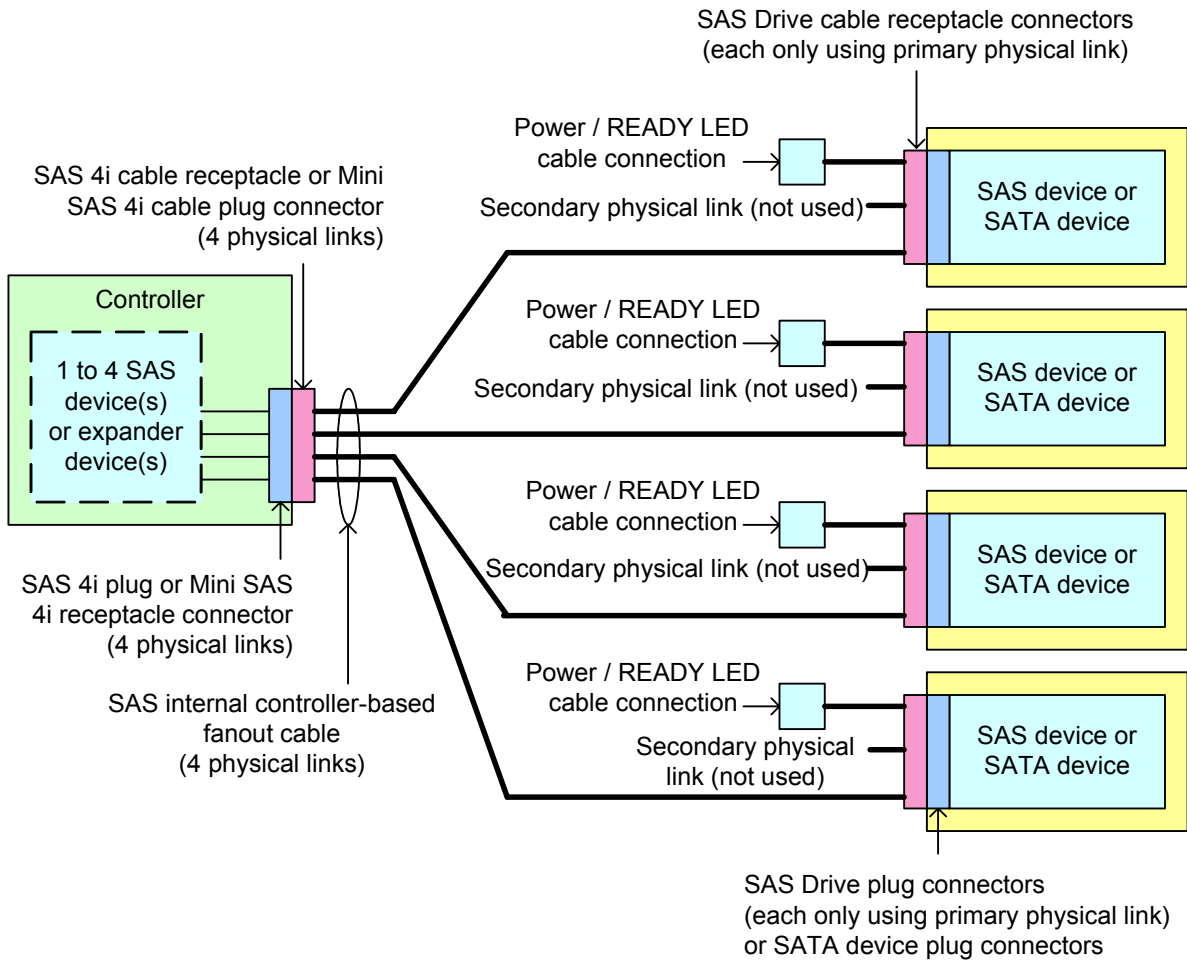 SAS Drive cable receptacle connectors
(each only using primary physical link)
Power / READY LED
cable connection
SAS 4i cable receptacle or Mini
SAS 4i cable plug connector
(4 physical links)
Secondary physical link (not used)
SAS device or
SATA device
Controller
1 to 4 SAS
device(s)
or expander
device(s)
Power / READY LED
cable connection
Secondary physical link (not used)
SAS device or
SATA device
Power / READY LED
cable connection
Secondary physical link (not used)
SAS device or
SATA device
SAS 4i plug or Mini SAS
4i receptacle connector
(4 physical links)
SAS internal controller-based
fanout cable
(4 physical links)
Power / READY LED
cable connection
Secondary physical
link (not used)
SAS device or
SATA device
SAS Drive plug connectors
(each only using primary physical link)
or SATA device plug connectors